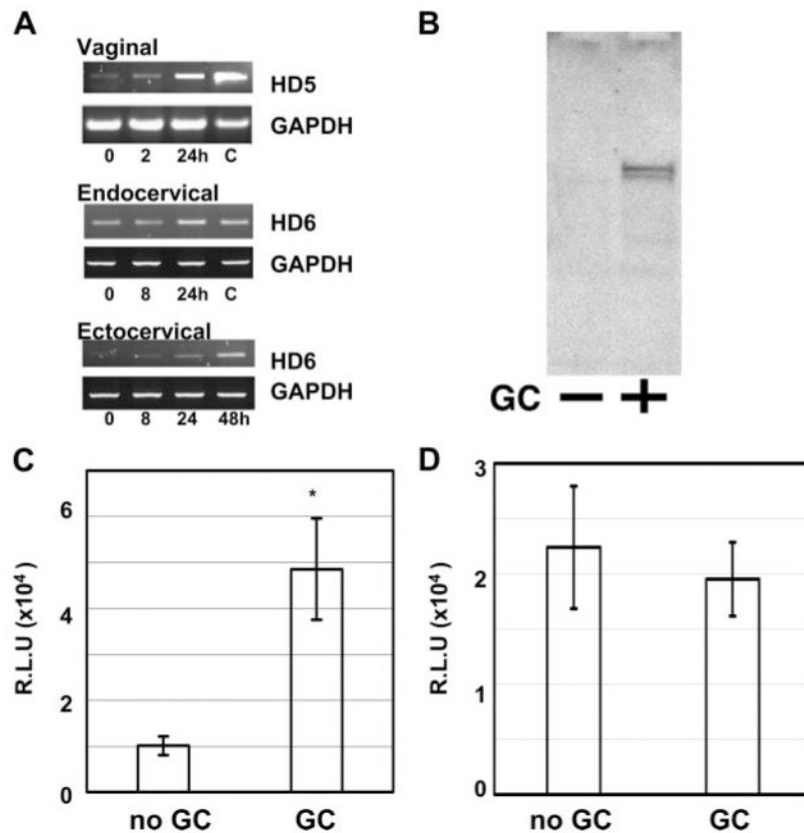 A
Vaginal
HD5
GAPDH
0 2 24h C
Endocervical
HD6
GAPDH
0 8 24h C
Ectocervical
HD6
GAPDH
0 8 24 48h
B
GC − +
C
6
4
2
0
R.L.U (x10⁴)
no GC GC
*
D
3
2
1
0
R.L.U (x10⁴)
no GC GC